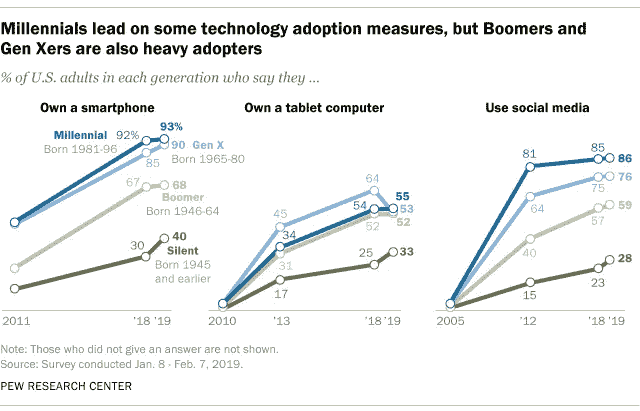 Millennials lead on some technology adoption measures, but Boomers and
Gen Xers are also heavy adopters
% of U.S. adults in each generation who say they ...
Own a smartphone
Own a tablet computer
Use social media
Millennial
Born 1981-96
92%
93%
90 Gen X
Born 1965-80
85
67
68
Boomer
Born 1946-64
30
40
Silent
Born 1945
and earlier
2011
'18 '19
45
64
34
54
55
53
31
52
52
17
25
33
2010
'13
'18 '19
81
85
86
64
75
76
40
57
59
15
23
28
2005
'12
'18 '19
Note: Those who did not give an answer are not shown.
Source: Survey conducted Jan. 8 - Feb. 7, 2019.
PEW RESEARCH CENTER